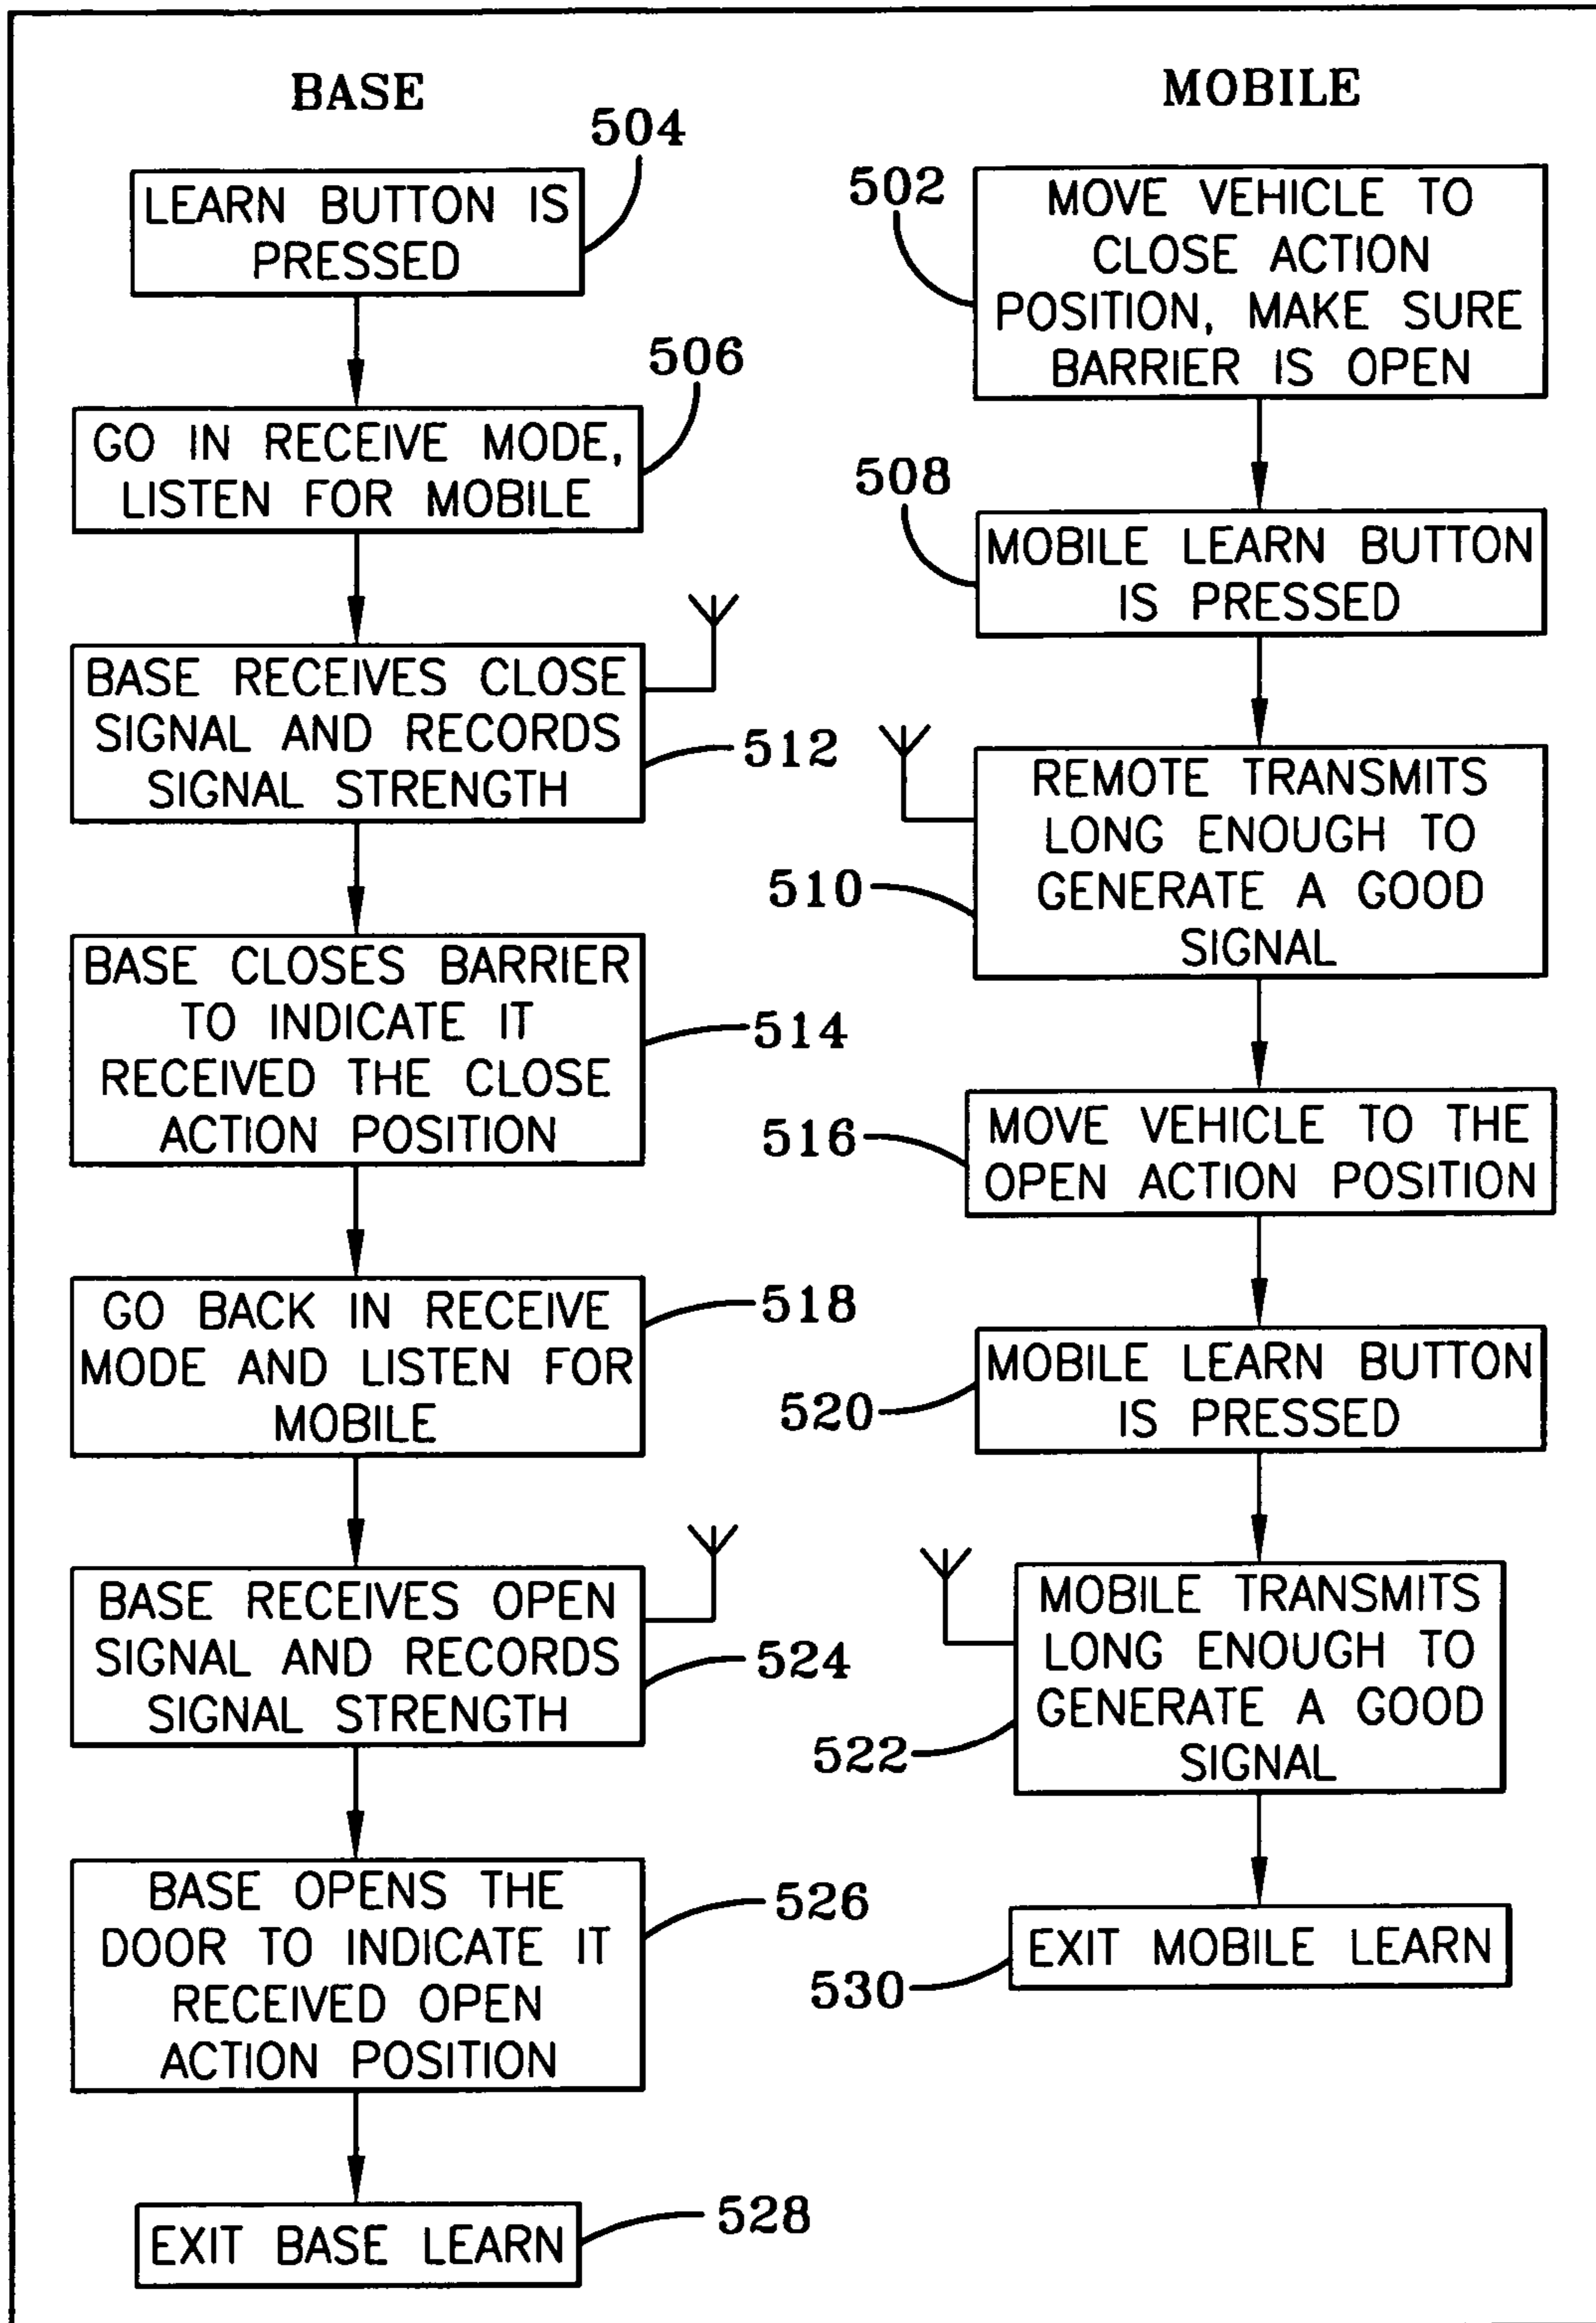 BASE
504
LEARN BUTTON IS
PRESSED
506
GO IN RECEIVE MODE,
LISTEN FOR MOBILE
BASE RECEIVES CLOSE
SIGNAL AND RECORDS
SIGNAL STRENGTH
512
BASE CLOSES BARRIER
TO INDICATE IT
RECEIVED THE CLOSE
ACTION POSITION
514
GO BACK IN RECEIVE
MODE AND LISTEN FOR
MOBILE
518
BASE RECEIVES OPEN
SIGNAL AND RECORDS
SIGNAL STRENGTH
524
BASE OPENS THE
DOOR TO INDICATE IT
RECEIVED OPEN
ACTION POSITION
526
EXIT BASE LEARN
528
MOBILE
502
MOVE VEHICLE TO
CLOSE ACTION
POSITION, MAKE SURE
BARRIER IS OPEN
508
MOBILE LEARN BUTTON
IS PRESSED
REMOTE TRANSMITS
LONG ENOUGH TO
GENERATE A GOOD
SIGNAL
510
MOVE VEHICLE TO THE
OPEN ACTION POSITION
516
MOBILE LEARN BUTTON
IS PRESSED
520
MOBILE TRANSMITS
LONG ENOUGH TO
GENERATE A GOOD
SIGNAL
522
EXIT MOBILE LEARN
530